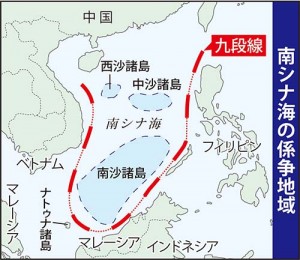 南シナ海の係争地域
中国
九段線
西沙諸島
中沙諸島
南シナ海
ベトナム
フィリピン
南沙諸島
ナトゥナ諸島
マレーシア
マレーシア
インドネシア